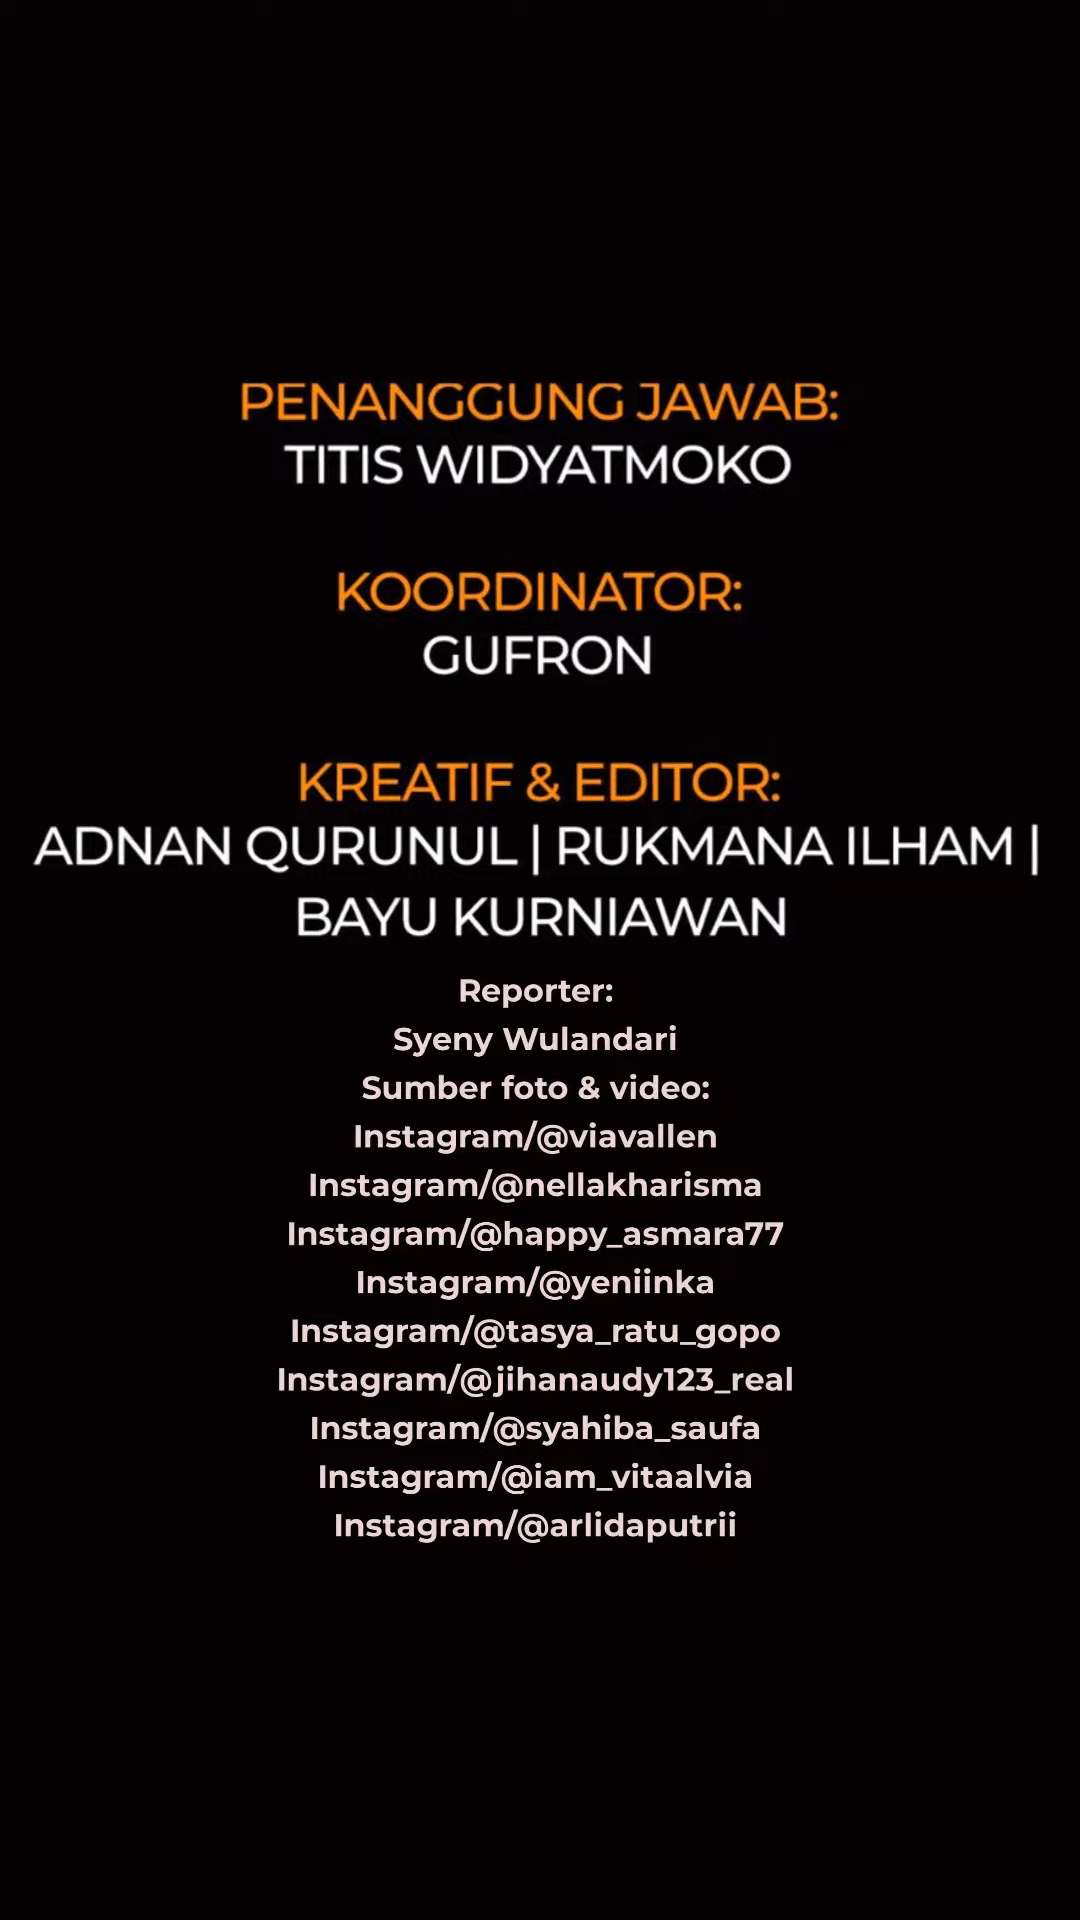 PENANGGUNG JAWAB:
TITIS WIDYATMOKO
KOORDINATOR:
GUFRON
KREATIF & EDITOR:
ADNAN QURUNUL | RUKMANA ILHAM |
BAYU KURNIAWAN
Reporter:
Syeny Wulandari
Sumber foto & video:
Instagram/@viavallen
Instagram/@nellakharisma
Instagram/@happy_asmara77
Instagram/@yeniinka
Instagram/@tasya_ratu_gopo
Instagram/@jihanaudy123_real
Instagram/@syahiba_saufa
Instagram/@iam_vitaalvia
Instagram/@arlidaputrii